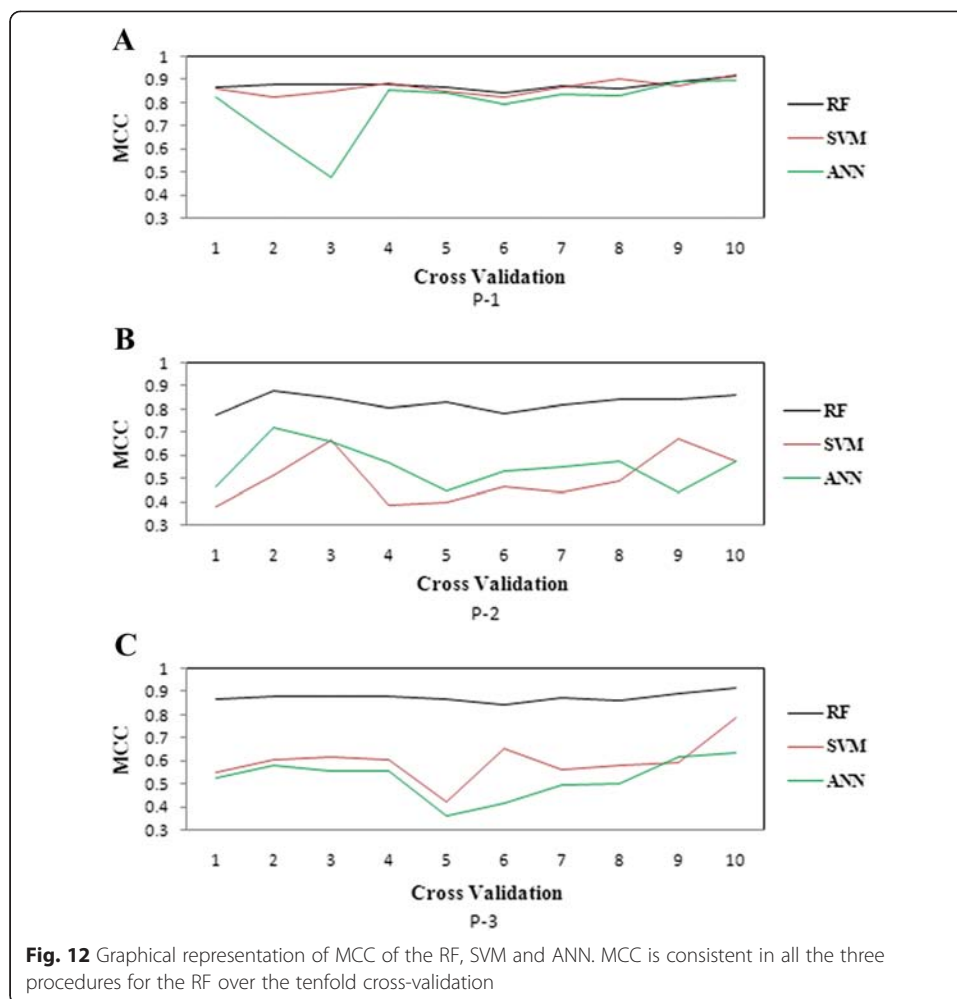 A
1
0.9
0.8
0.7
0.6
0.5
0.4
0.3
MCC
1 2 3 4 5 6 7 8 9 10
Cross Validation
P-1
RF
SVM
ANN
B
1
0.9
0.8
0.7
0.6
0.5
0.4
0.3
MCC
1 2 3 4 5 6 7 8 9 10
Cross Validation
P-2
RF
SVM
ANN
C
1
0.9
0.8
0.7
0.6
0.5
0.4
0.3
MCC
1 2 3 4 5 6 7 8 9 10
Cross Validation
P-3
RF
SVM
ANN
Fig. 12 Graphical representation of MCC of the RF, SVM and ANN. MCC is consistent in all the three
procedures for the RF over the tenfold cross-validation